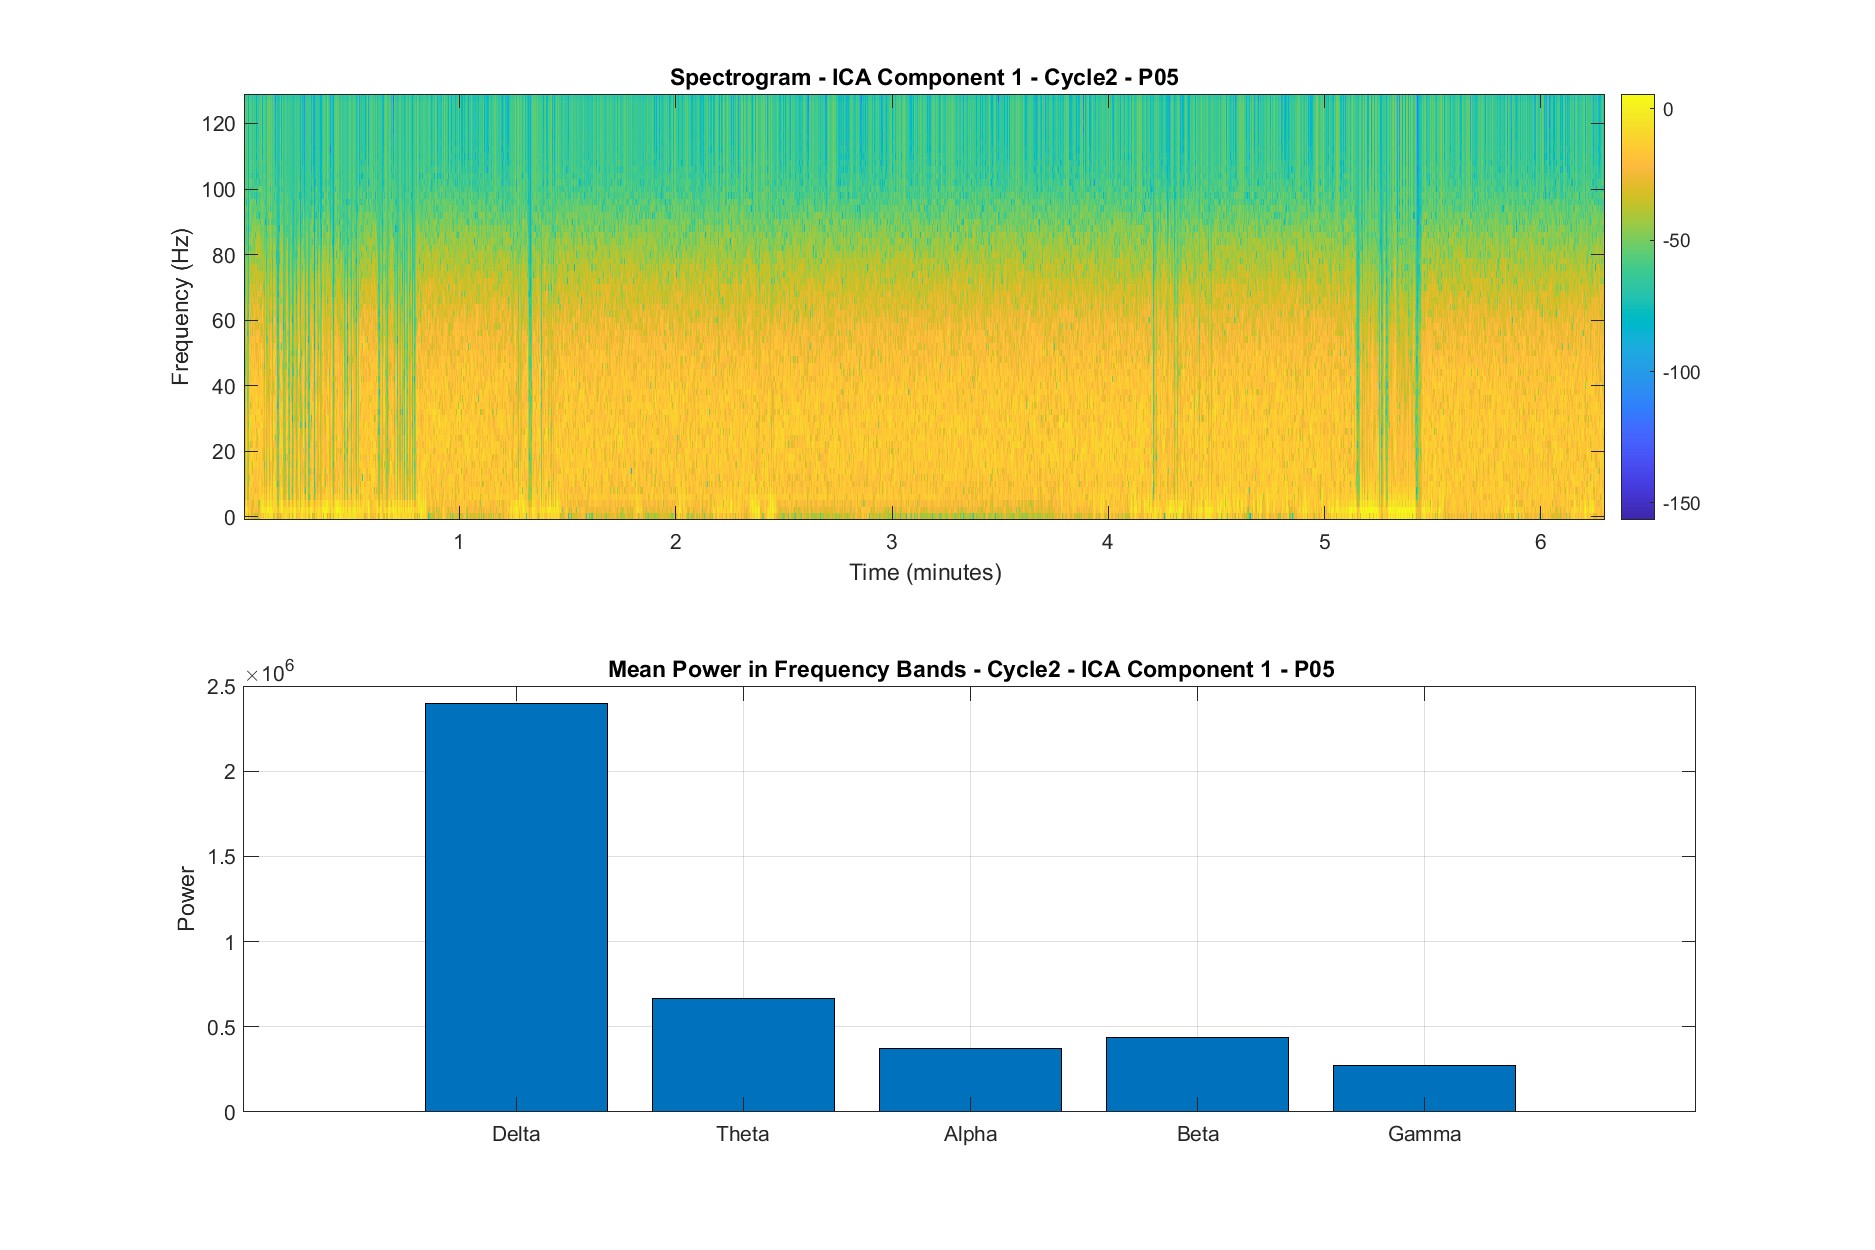 Spectrogram - ICA Component 1 - Cycle2 - P05
120
100
80
60
40
20
0
Frequency (Hz)
1 2 3 4 5 6
Time (minutes)
0
-50
-100
-150
Mean Power in Frequency Bands - Cycle2 - ICA Component 1 - P05
×10⁶
2.5
2
1.5
1
0.5
0
Power
Delta Theta Alpha Beta Gamma